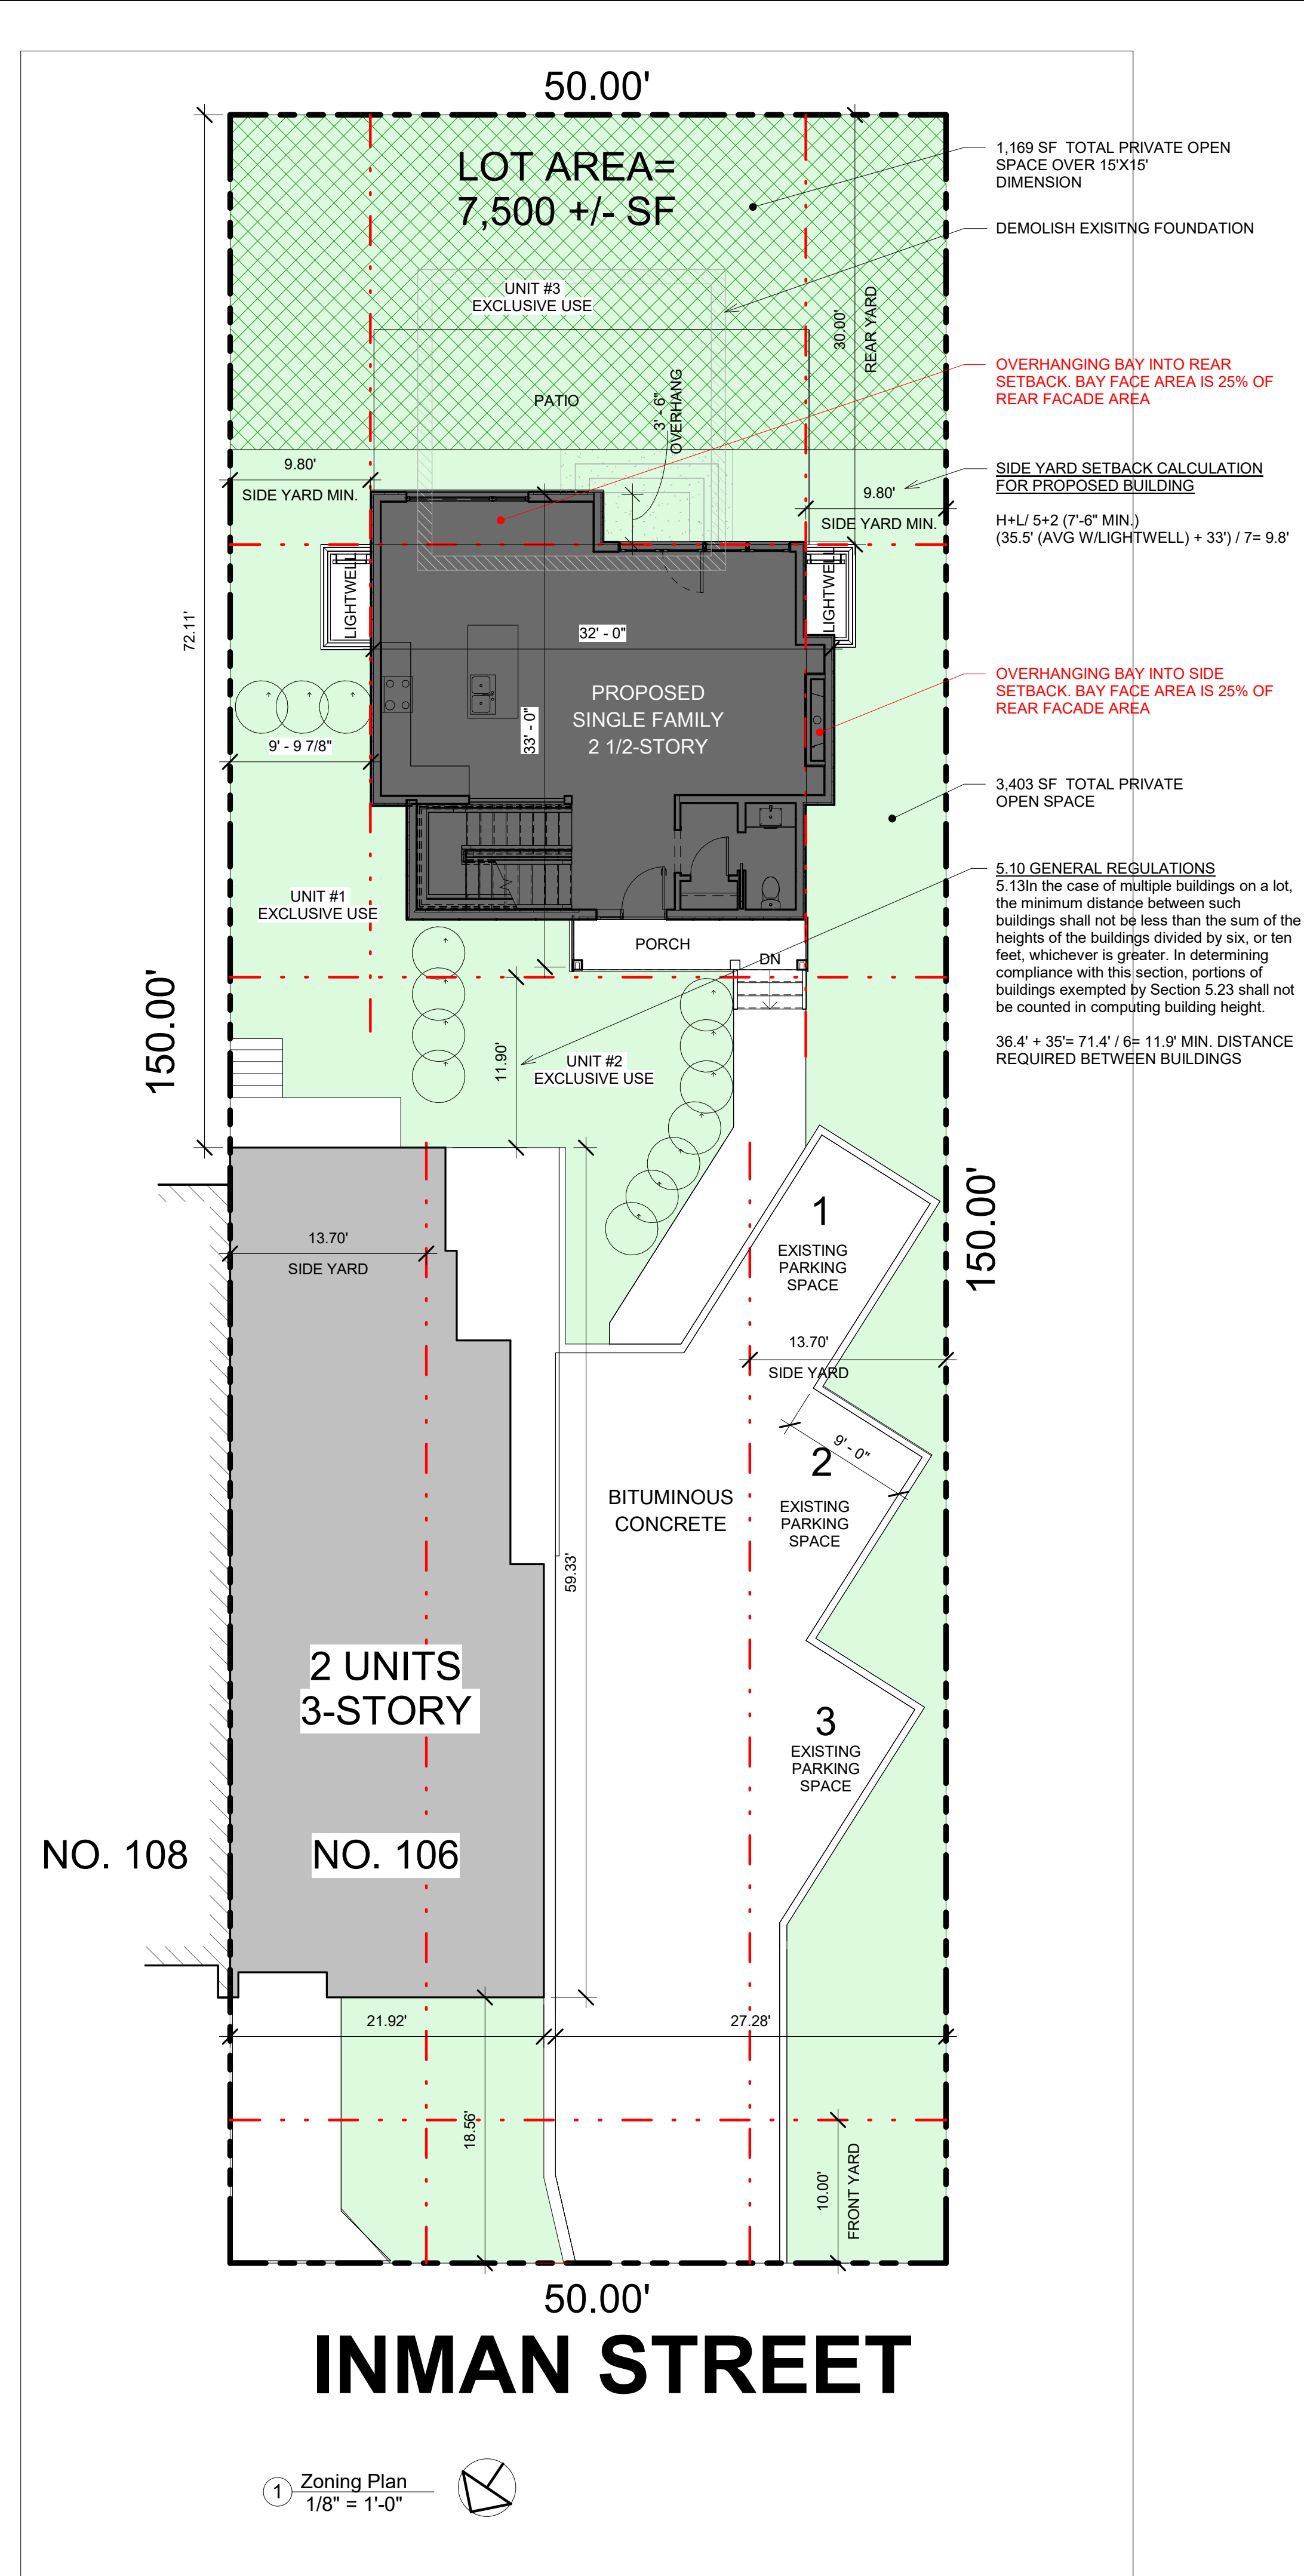 50.00'
LOT AREA=
7,500 +/- SF
1,169 SF  TOTAL PRIVATE OPEN
SPACE OVER 15'X15'
DIMENSION
DEMOLISH EXISITNG FOUNDATION
UNIT #3
EXCLUSIVE USE
30.00'
REAR YARD
OVERHANGING BAY INTO REAR
SETBACK. BAY FACE AREA IS 25% OF
REAR FACADE AREA
PATIO
3' - 6"
OVERHANG
9.80'
SIDE YARD MIN.
9.80'
SIDE YARD MIN.
SIDE YARD SETBACK CALCULATION
FOR PROPOSED BUILDING
H+L/ 5+2 (7'-6" MIN.)
(35.5' (AVG W/LIGHTWELL) + 33') / 7= 9.8'
LIGHTWELL
LIGHTWELL
72.11'
32' - 0"
PROPOSED
SINGLE FAMILY
2 1/2-STORY
33' - 0"
OVERHANGING BAY INTO SIDE
SETBACK. BAY FACE AREA IS 25% OF
REAR FACADE AREA
9' - 9 7/8"
3,403 SF  TOTAL PRIVATE
OPEN SPACE
UNIT #1
EXCLUSIVE USE
5.10 GENERAL REGULATIONS
5.13In the case of multiple buildings on a lot,
the minimum distance between such
buildings shall not be less than the sum of the
heights of the buildings divided by six, or ten
feet, whichever is greater. In determining
compliance with this section, portions of
buildings exempted by Section 5.23 shall not
be counted in computing building height.
36.4' + 35'= 71.4' / 6= 11.9' MIN. DISTANCE
REQUIRED BETWEEN BUILDINGS
PORCH
DN
150.00'
11.90'
UNIT #2
EXCLUSIVE USE
150.00'
1
EXISTING
PARKING
SPACE
13.70'
SIDE YARD
13.70'
SIDE YARD
9' - 0"
2
EXISTING
PARKING
SPACE
BITUMINOUS
CONCRETE
59.33'
2 UNITS
3-STORY
3
EXISTING
PARKING
SPACE
NO. 108
NO. 106
21.92'
27.28'
18.56'
10.00'
FRONT YARD
50.00'
INMAN STREET
1
Zoning Plan
1/8" = 1'-0"